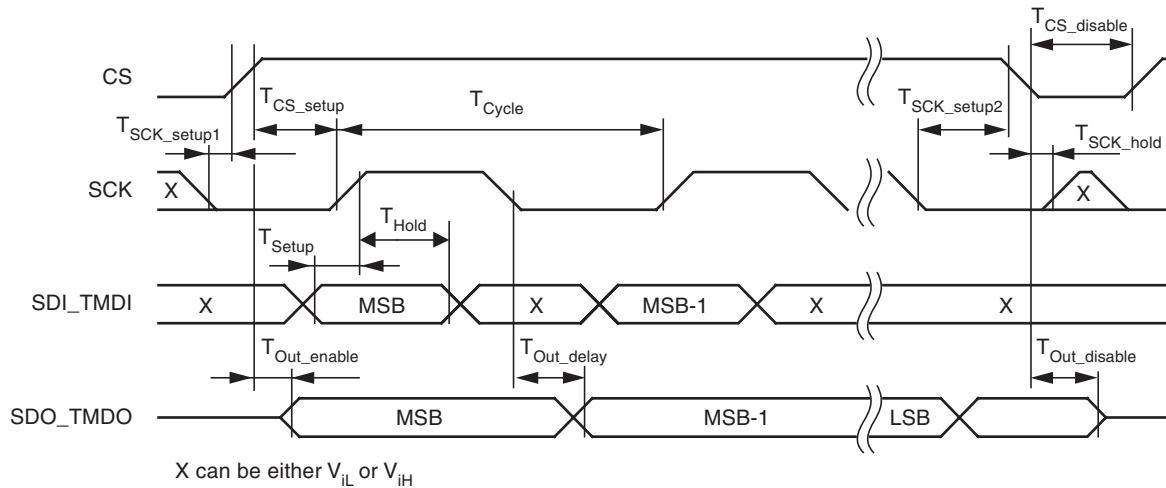 T_CS_disable
CS
T_CS_setup
T_Cycle
T_SCK_setup2
T_SCK_setup1
T_SCK_hold
SCK
X
X
T_Hold
T_Setup
SDI_TMDI
X
MSB
X
MSB-1
X
X
T_Out_enable
T_Out_delay
T_Out_disable
SDO_TMDO
MSB
MSB-1
LSB
X can be either V_iL or V_iH